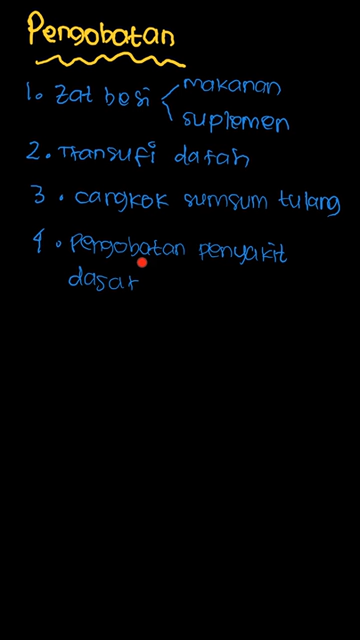 Pengobatan
1. Zat besi < makanan
suplemen
2. Transufi darah
3. cangkok sumsum tulang
4. Pengobatan penyakit
dasar